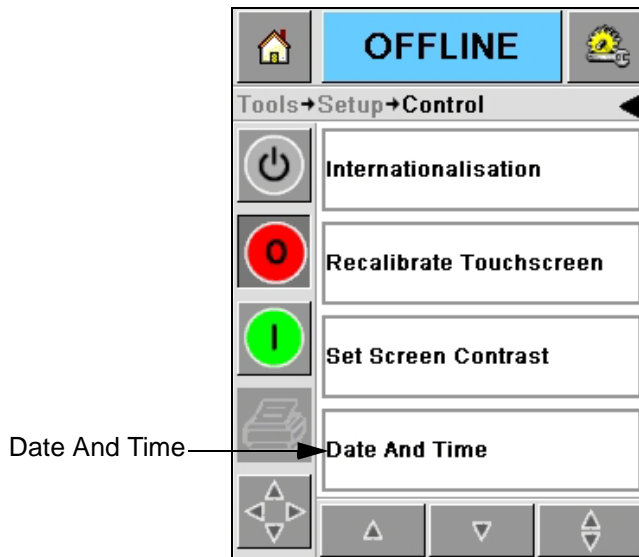 OFFLINE
Tools→Setup→Control
Internationalisation
O
Recalibrate Touchscreen
I
Set Screen Contrast
Date And Time
Date And Time